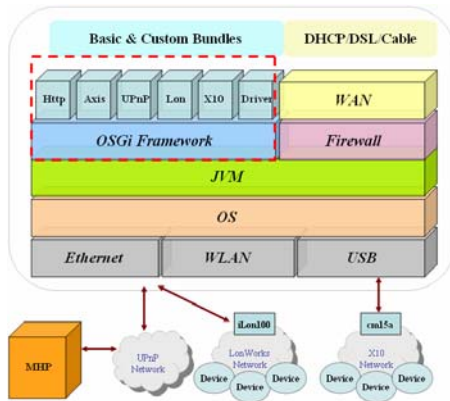 Basic & Custom Bundles
DHCP/DSL/Cable
Http
Axis
UPnP
Lon
X10
Driver
WAN
OSGi Framework
Firewall
JVM
OS
Ethernet
WLAN
USB
iLon100
cm15a
MHP
UPnP
Network
LonWorks
Network
X10
Network
Device
Device
Device
Device
Device
Device